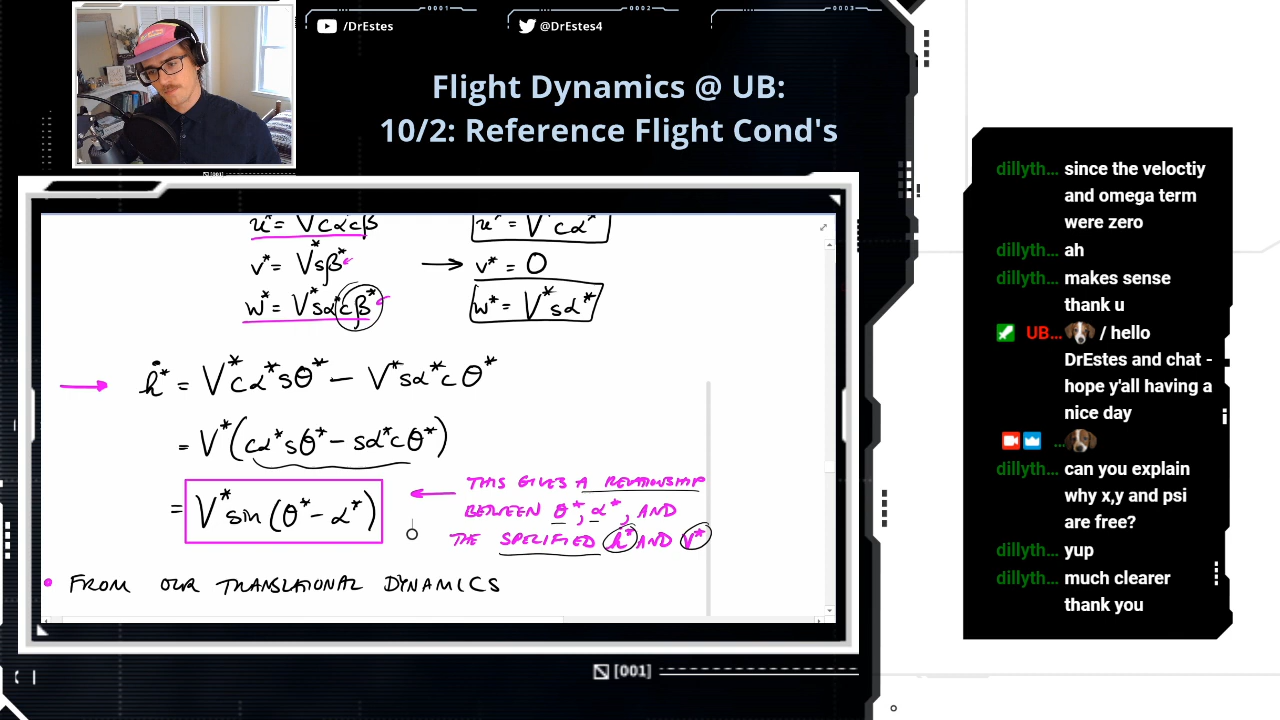 0001
0002
0003
/DrEstes
@DrEstes4
Flight Dynamics @ UB:
10/2: Reference Flight Cond's
[001]
u* = V*cα*cβ*
u* = V*cα*
v* = V*sβ*
→ v* = 0
w* = V*sα*cβ*
w* = V*sα*
→ ḣ* = V*cα*sθ* − V*sα*cθ*
= V*(cα*sθ* − sα*cθ*)
= V*sin(θ* − α*)
← THIS GIVES A RELATIONSHIP
BETWEEN θ*, α*, AND
THE SPECIFIED ḣ* AND V*
• FROM OUR TRANSLATIONAL DYNAMICS
[001]
dillyth... since the veloctiy
and omega term
were zero
dillyth... ah
dillyth... makes sense
thank u
UB... / hello
DrEstes and chat -
hope y'all having a
nice day
...
dillyth... can you explain
why x,y and psi
are free?
dillyth... yup
dillyth... much clearer
thank you